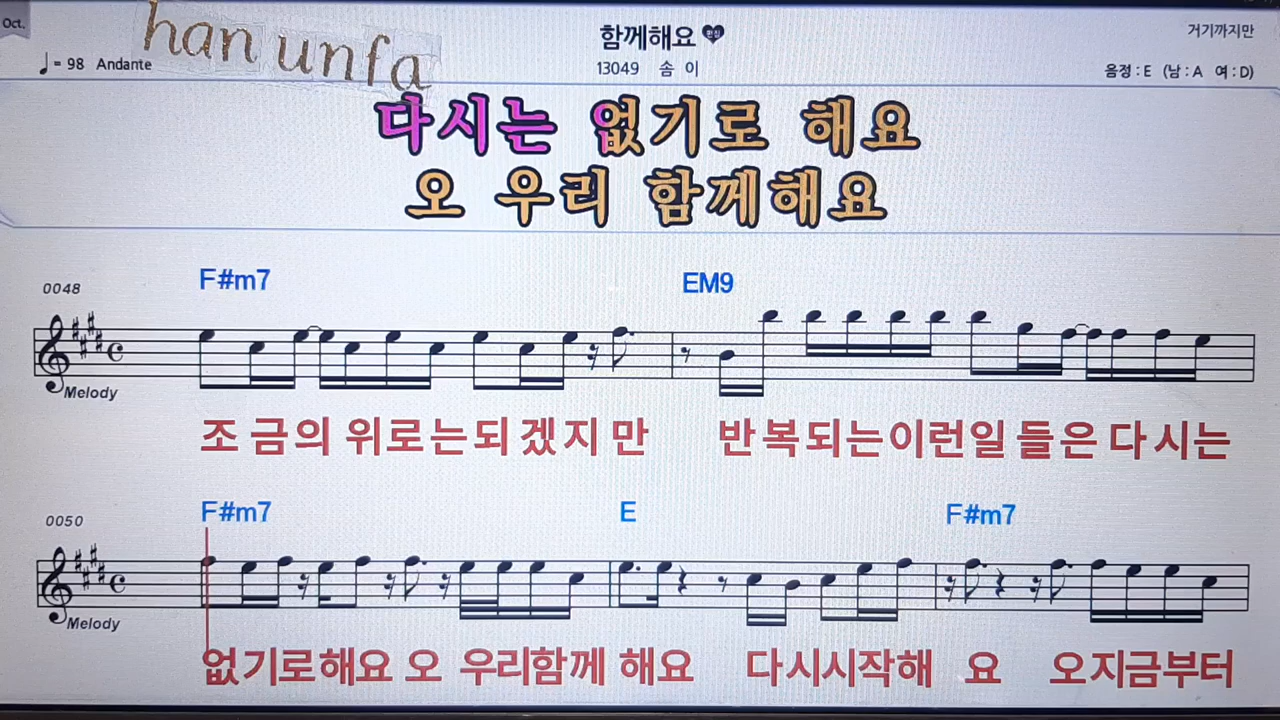 Oct.
han unfa
함께해요
편심
거기까지만
♩= 98 Andante
13049 솜 이
음정 : E (남 : A 여 : D)
다시는 없기로 해요
오 우리 함께해요
F#m7 EM9
0048
Melody
조 금의 위로는되 겠지 만 반복되는이런일 들은 다시는
F#m7 E F#m7
0050
Melody
없기로해요 오 우리함께 해요 다시시작해 요 오지금부터